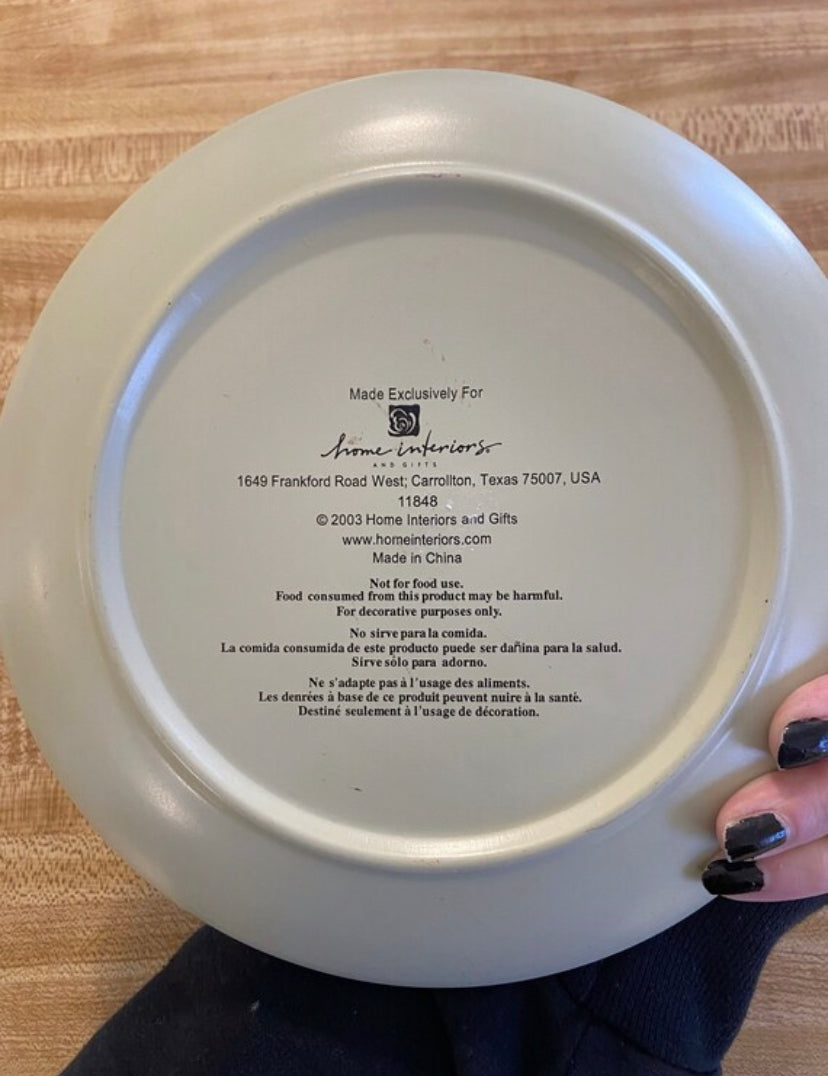 Made Exclusively For
home interiors
AND GIFTS
1649 Frankford Road West; Carrollton, Texas 75007, USA
11848
© 2003 Home Interiors and Gifts
www.homeinteriors.com
Made in China
Not for food use.
Food consumed from this product may be harmful.
For decorative purposes only.
No sirve para la comida.
La comida consumida de este producto puede ser dañina para la salud.
Sirve sólo para adorno.
Ne s'adapte pas à l'usage des aliments.
Les denrées à base de ce produit peuvent nuire à la santé.
Destiné seulement à l'usage de décoration.